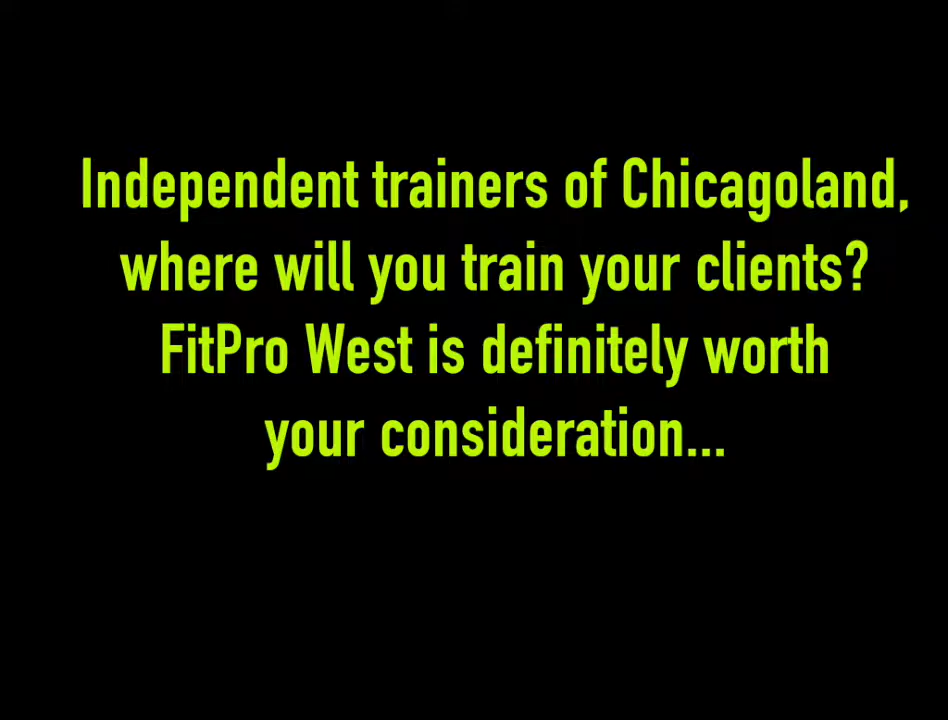 Independent trainers of Chicagoland,
where will you train your clients?
FitPro West is definitely worth
your consideration...